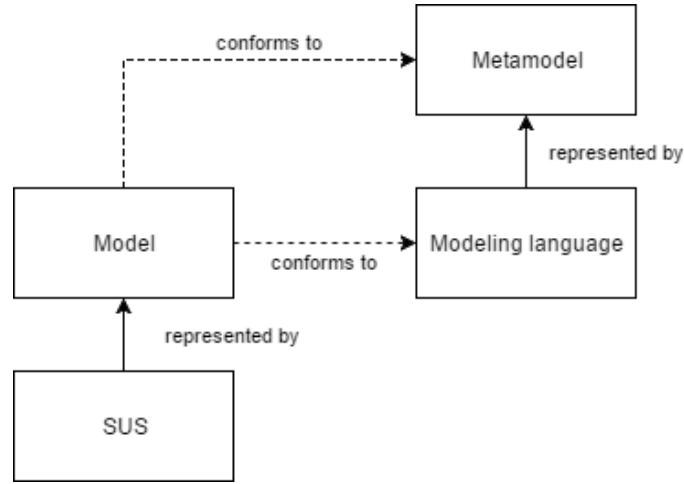 conforms to
Metamodel
represented by
Model
Modeling language
conforms to
represented by
SUS